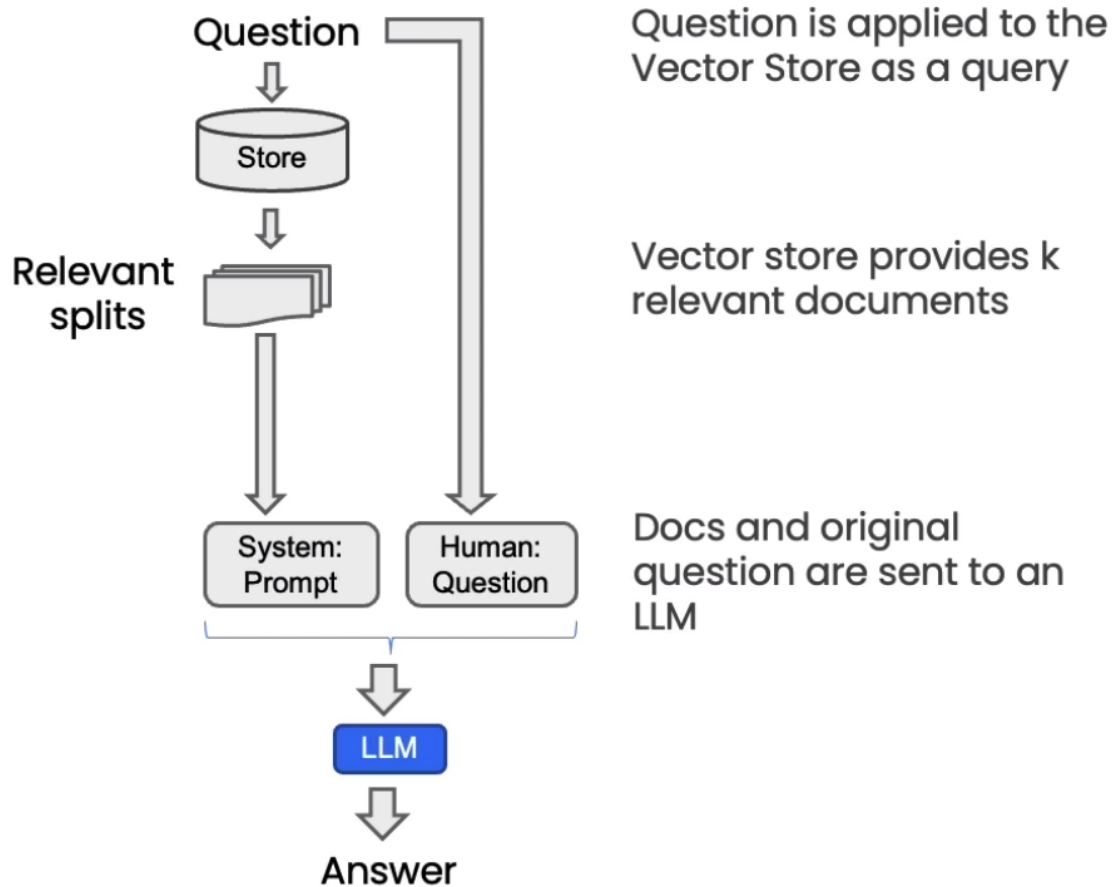 Question
Question is applied to the
Vector Store as a query
Store
Relevant
splits
Vector store provides k
relevant documents
System:
Prompt
Human:
Question
Docs and original
question are sent to an
LLM
LLM
Answer